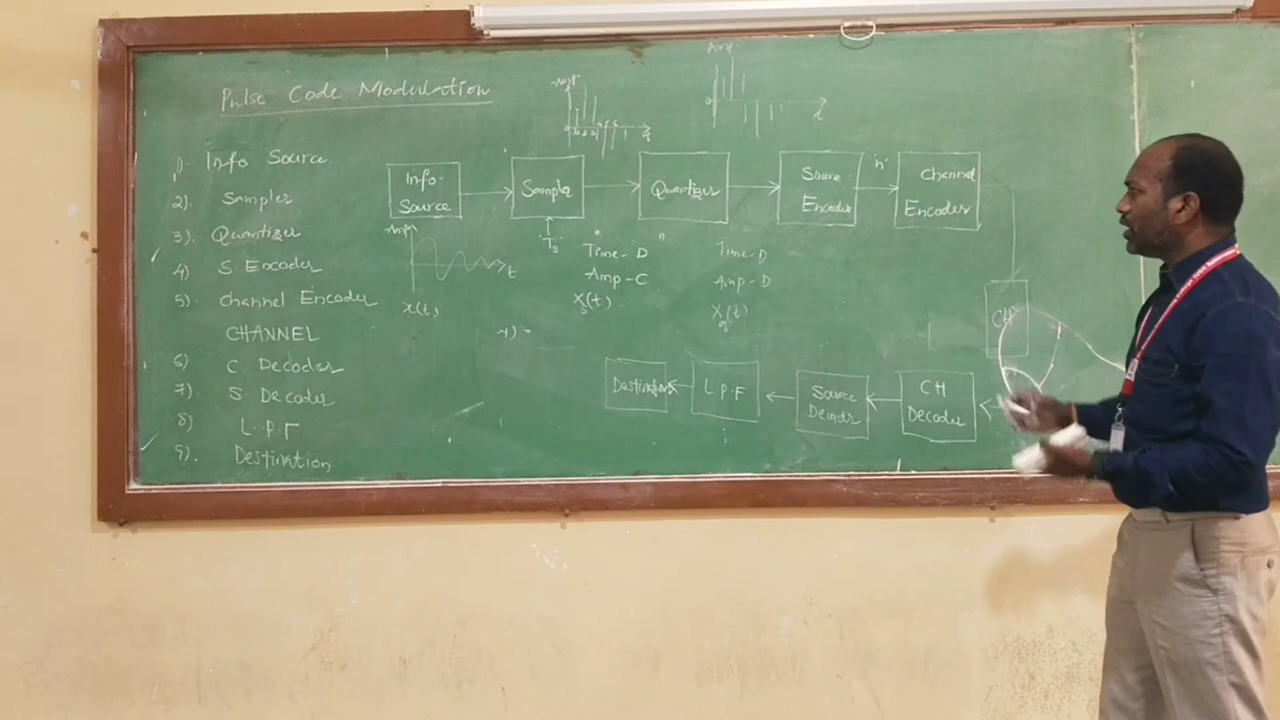 Pulse Code Modulation
1). Info Source
2). Sampler
3). Quantizer
4) S. Encoder
5). Channel Encoder
CHANNEL
6) C. Decoder
7) S Decoder
8) L.P.F
9). Destination
Amp
t
Amp.
t
Info-
Source
Sampler
Quantizer
Source
Encoder
"n"
Channel
Encoder
Ts
Amp
t
x(t)
Time-D
Amp-C
Xs(t)
Time-D
Amp-D
Xq(t)
CH
Destination
L.P.F
Source
Decoder
CH
Decoder